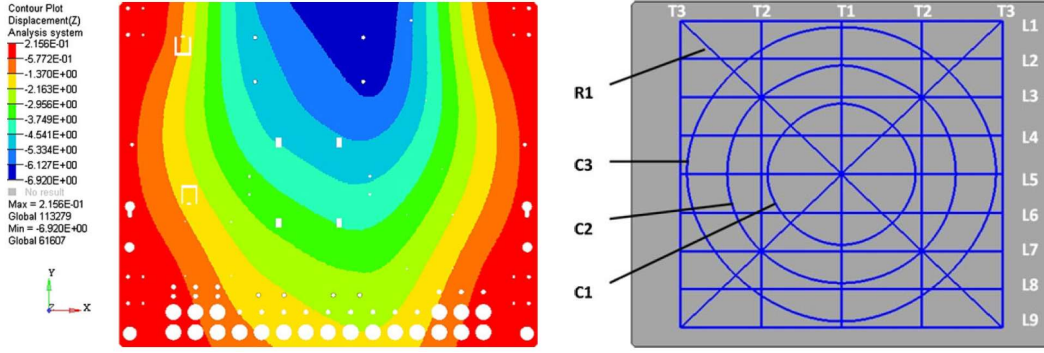 Contour Plot
Displacement(Z)
Analysis system
2.156E-01
-5.772E-01
-1.370E+00
-2.163E+00
-2.956E+00
-3.749E+00
-4.541E+00
-5.334E+00
-6.127E+00
-6.920E+00
No result
Max = 2.156E-01
Global 113279
Min = -6.920E+00
Global 61607
Y
Z X
T3 T2 T1 T2 T3
L1
L2
R1
L3
L4
C3
L5
L6
C2
L7
C1
L8
L9